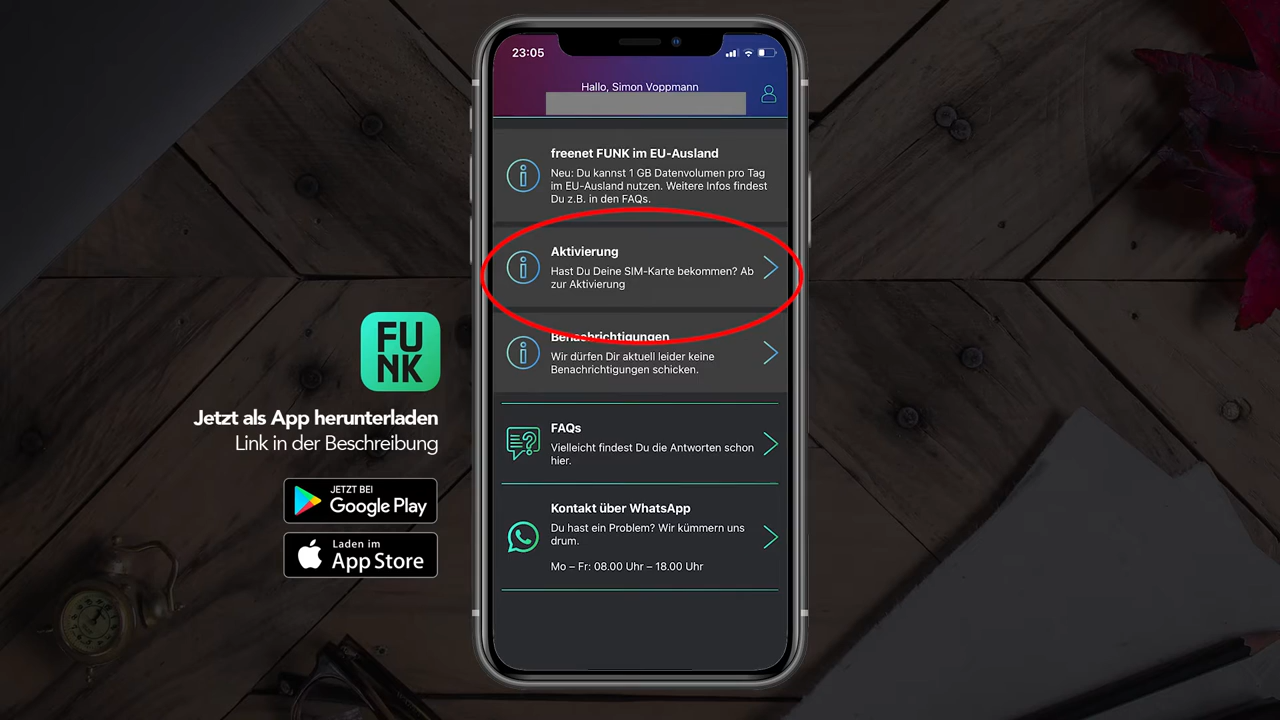 23:05
Hallo, Simon Voppmann
freenet FUNK im EU-Ausland
Neu: Du kannst 1 GB Datenvolumen pro Tag
im EU-Ausland nutzen. Weitere Infos findest
Du z.B. in den FAQs.
Aktivierung
Hast Du Deine SIM-Karte bekommen? Ab
zur Aktivierung
Benachrichtigungen
Wir dürfen Dir aktuell leider keine
Benachrichtigungen schicken.
FAQs
Vielleicht findest Du die Antworten schon
hier.
Kontakt über WhatsApp
Du hast ein Problem? Wir kümmern uns
drum.
Mo – Fr: 08.00 Uhr – 18.00 Uhr
FU
NK
Jetzt als App herunterladen
Link in der Beschreibung
JETZT BEI
Google Play
Laden im
App Store